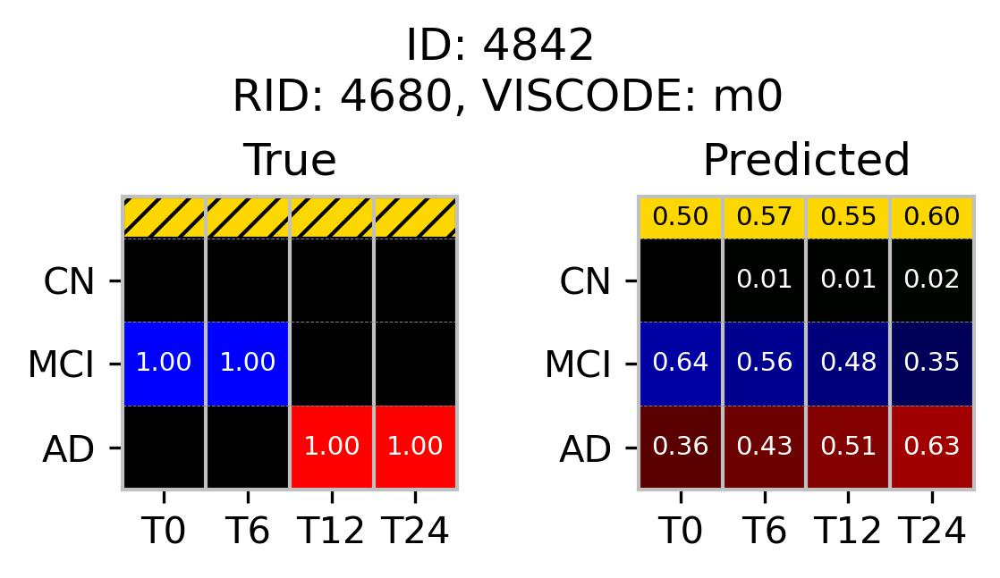 ID: 4842
RID: 4680, VISCODE: m0
True
Predicted
CN
MCI 1.00 1.00
AD 1.00 1.00
T0 T6 T12 T24
0.50 0.57 0.55 0.60
CN 0.01 0.01 0.02
MCI 0.64 0.56 0.48 0.35
AD 0.36 0.43 0.51 0.63
T0 T6 T12 T24